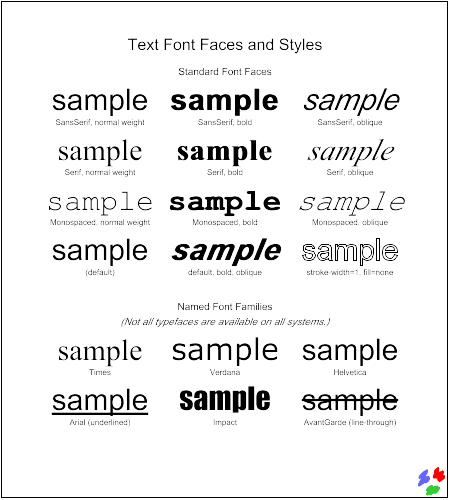 Text Font Faces and Styles
Standard Font Faces
sample sample sample
SansSerif, normal weight SansSerif, bold SansSerif, oblique
sample sample sample
Serif, normal weight Serif, bold Serif, oblique
sample sample sample
Monospaced, normal weight Monospaced, bold Monospaced, oblique
sample sample sample
(default) default, bold, oblique stroke-width=1, fill=none
Named Font Families
(Not all typefaces are available on all systems.)
sample sample sample
Times Verdana Helvetica
sample sample sample
Arial (underlined) Impact AvantGarde (line-through)